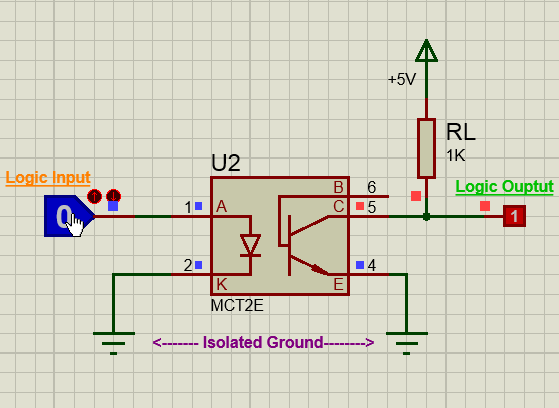 +5V
RL
1K
U2
Logic Input
Logic Ouptut
0
1
A
B
6
C
5
1
2
K
E
4
MCT2E
<------- Isolated Ground-------->